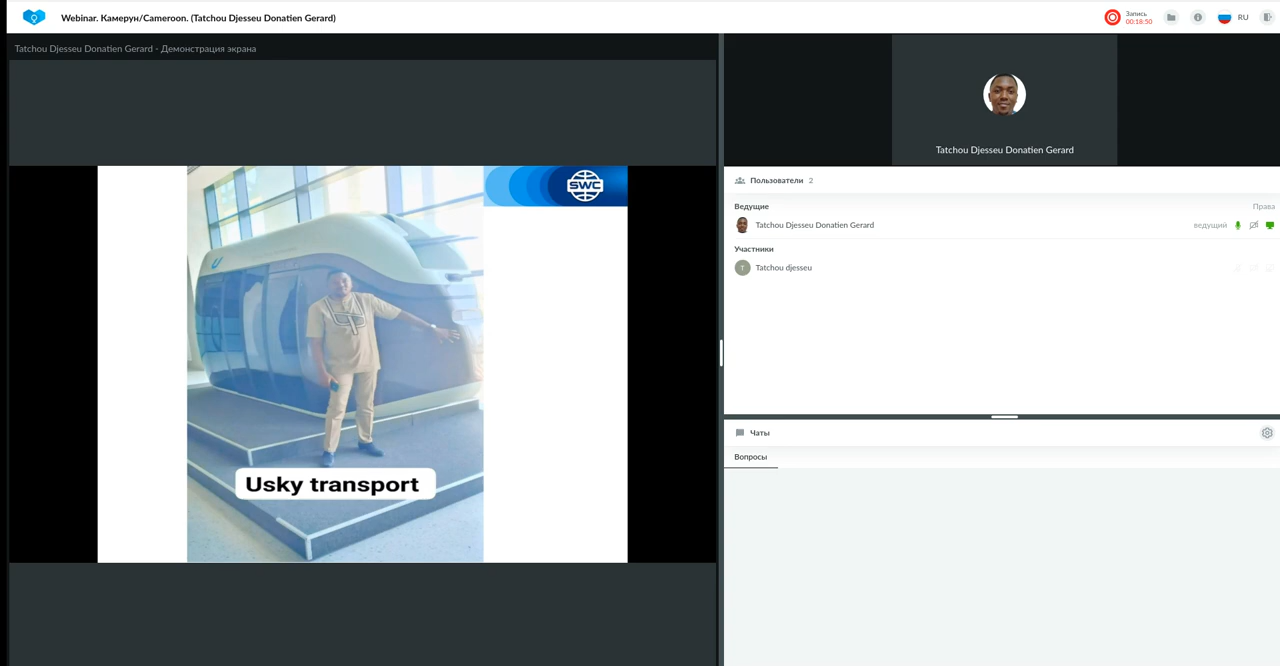 Webinar. Камерун/Cameroon. (Tatchou Djesseu Donatien Gerard)
Запись
00:18:50
RU
Tatchou Djesseu Donatien Gerard - Демонстрация экрана
SWC
Usky transport
Tatchou Djesseu Donatien Gerard
Пользователи 2
Ведущие Права
Tatchou Djesseu Donatien Gerard ведущий
Участники
T Tatchou djesseu
Чаты
Вопросы